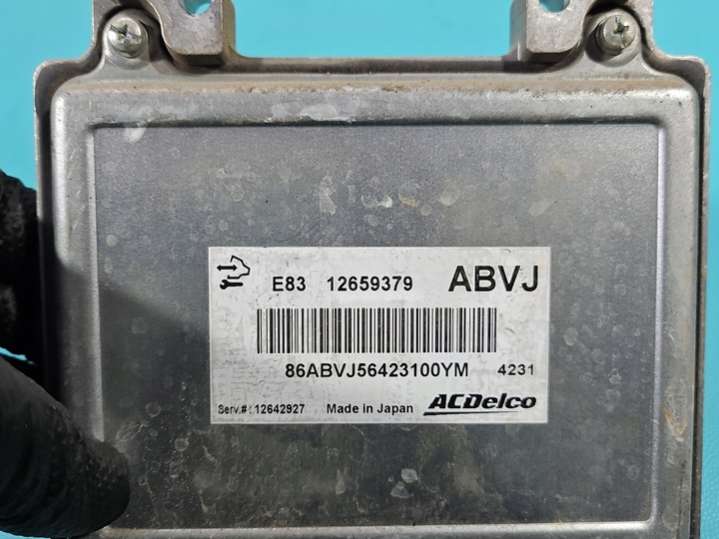 E83 12659379 ABVJ
86ABVJ56423100YM 4231
Serv.#: 12642927 Made in Japan ACDelco